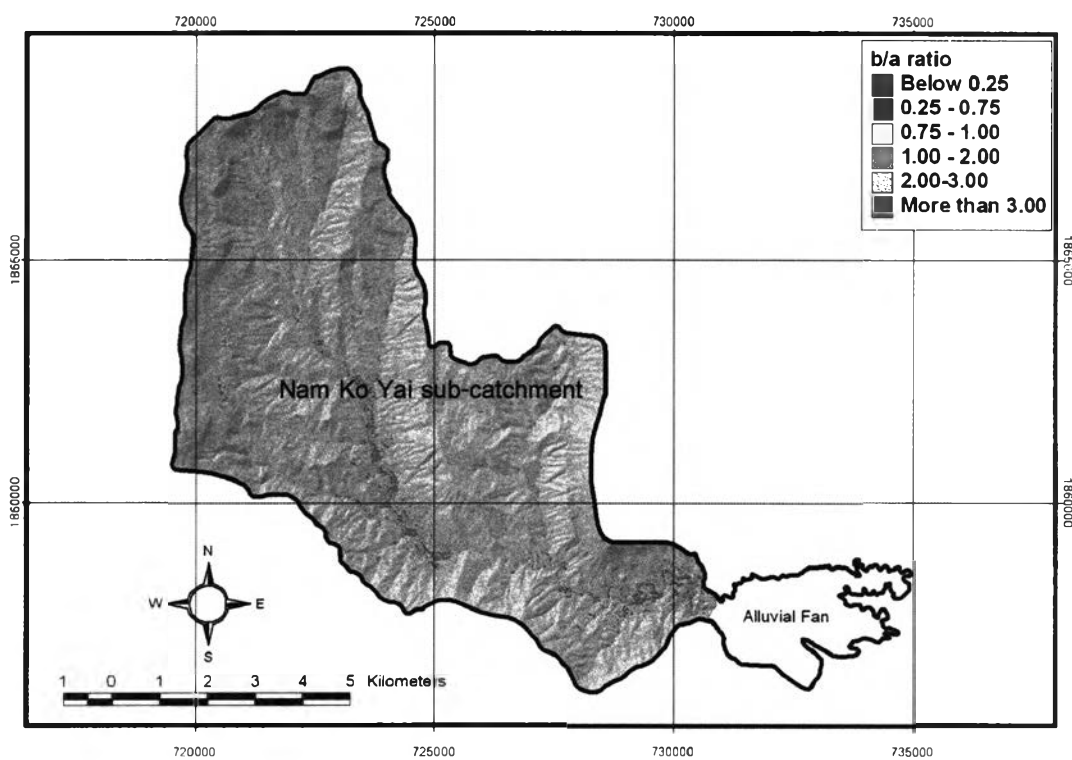 720000 725000 730000 735000
b/a ratio
Below 0.25
0.25 - 0.75
0.75 - 1.00
1.00 - 2.00
2.00-3.00
More than 3.00
1865000 1865000
Nam Ko Yai sub-catchment
1860000 1860000
N
W E
S
Alluvial Fan
1 0 1 2 3 4 5 Kilometers
720000 725000 730000 735000